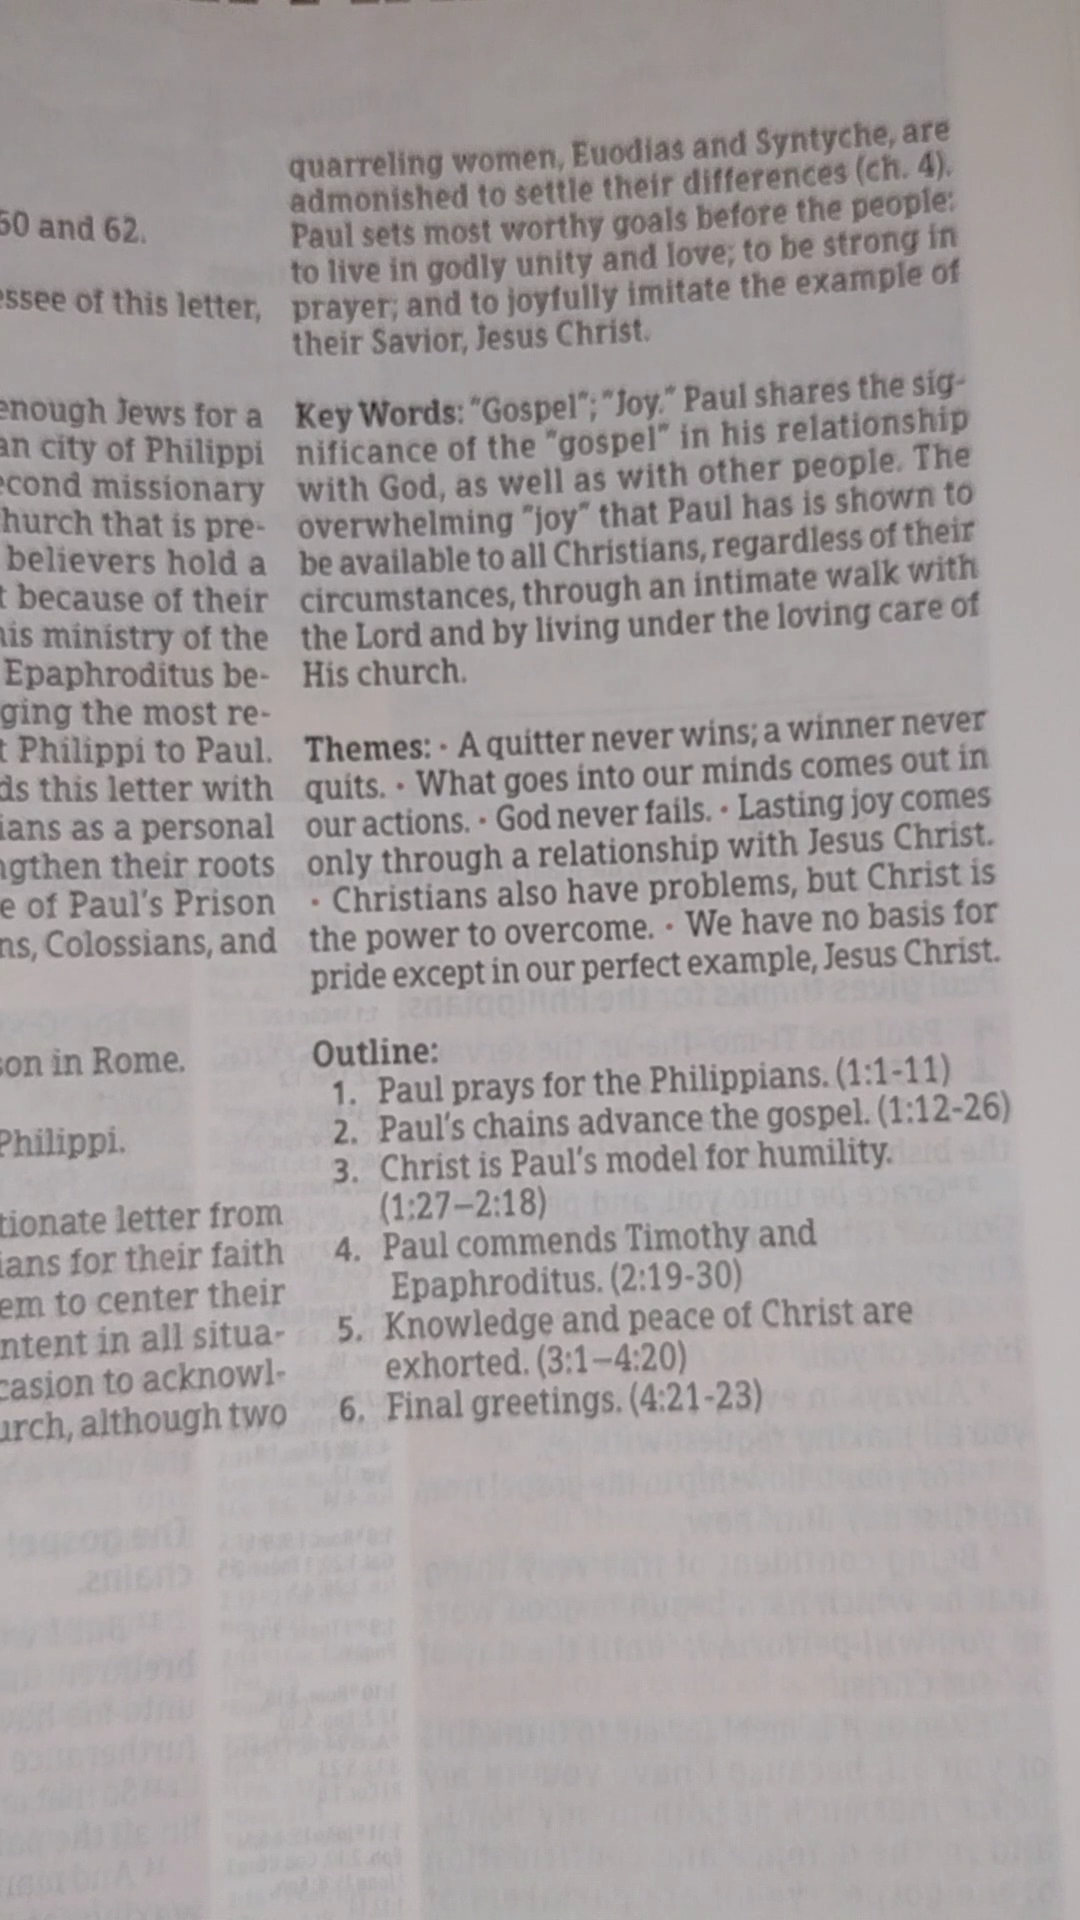 60 and 62.
essee of this letter,
enough Jews for a
an city of Philippi
econd missionary
hurch that is pre-
believers hold a
t because of their
his ministry of the
Epaphroditus be-
ging the most re-
t Philippi to Paul.
ds this letter with
ians as a personal
ngthen their roots
e of Paul's Prison
ns, Colossians, and
son in Rome.
Philippi.
tionate letter from
ians for their faith
em to center their
ntent in all situa-
casion to acknowl-
urch, although two
quarreling women, Euodias and Syntyche, are
admonished to settle their differences (ch. 4).
Paul sets most worthy goals before the people:
to live in godly unity and love; to be strong in
prayer; and to joyfully imitate the example of
their Savior, Jesus Christ.
Key Words: "Gospel"; "Joy." Paul shares the sig-
nificance of the "gospel" in his relationship
with God, as well as with other people. The
overwhelming "joy" that Paul has is shown to
be available to all Christians, regardless of their
circumstances, through an intimate walk with
the Lord and by living under the loving care of
His church.
Themes: · A quitter never wins; a winner never
quits. · What goes into our minds comes out in
our actions. · God never fails. · Lasting joy comes
only through a relationship with Jesus Christ.
· Christians also have problems, but Christ is
the power to overcome. · We have no basis for
pride except in our perfect example, Jesus Christ.
Outline:
1. Paul prays for the Philippians. (1:1-11)
2. Paul's chains advance the gospel. (1:12-26)
3. Christ is Paul's model for humility.
(1:27–2:18)
4. Paul commends Timothy and
Epaphroditus. (2:19-30)
5. Knowledge and peace of Christ are
exhorted. (3:1–4:20)
6. Final greetings. (4:21-23)